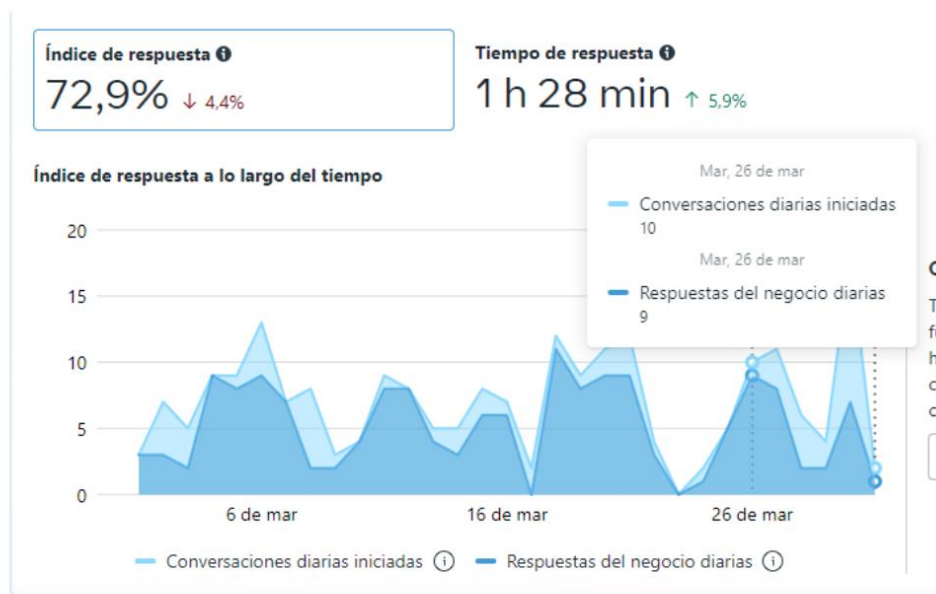 Índice de respuesta
72,9% ↓ 4,4%
Tiempo de respuesta
1 h 28 min ↑ 5,9%
Índice de respuesta a lo largo del tiempo
Mar, 26 de mar
Conversaciones diarias iniciadas
10
Mar, 26 de mar
Respuestas del negocio diarias
9
20
15
10
5
0
6 de mar
16 de mar
26 de mar
Conversaciones diarias iniciadas
Respuestas del negocio diarias